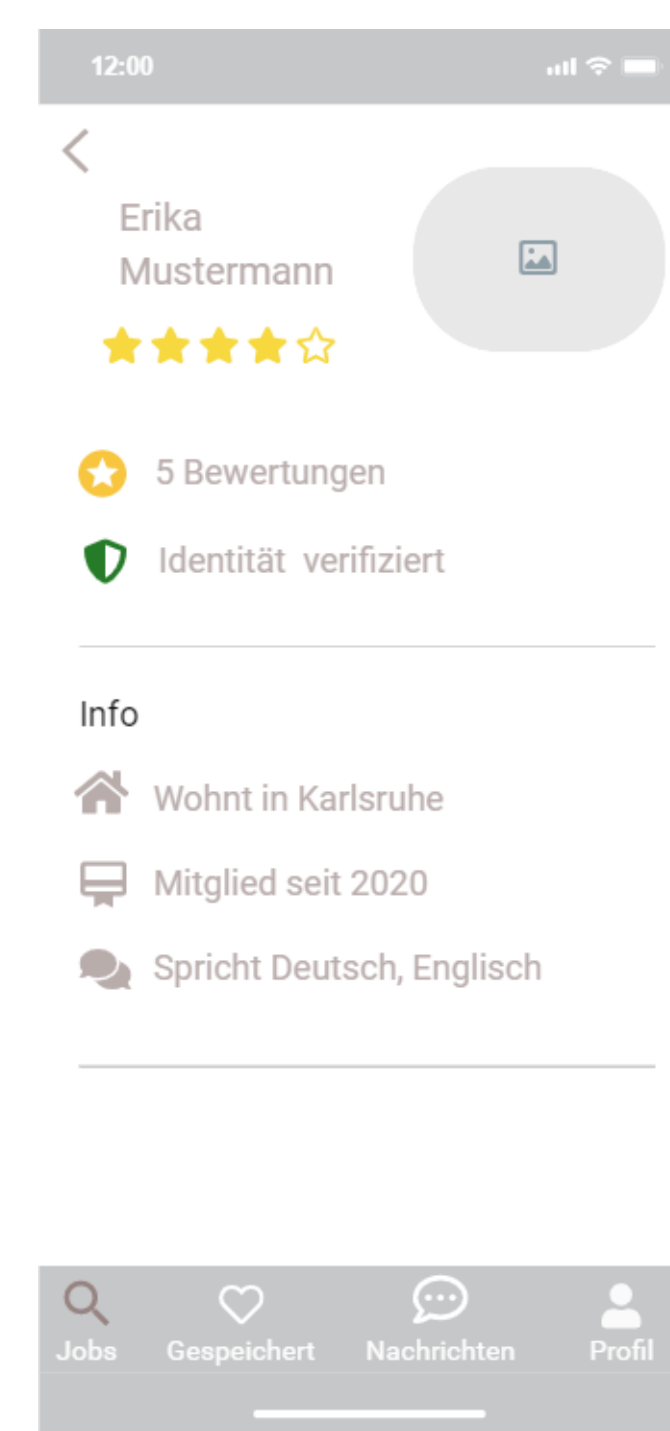 12:00
Erika
Mustermann
5 Bewertungen
Identität verifiziert
Info
Wohnt in Karlsruhe
Mitglied seit 2020
Spricht Deutsch, Englisch
Jobs Gespeichert Nachrichten Profil